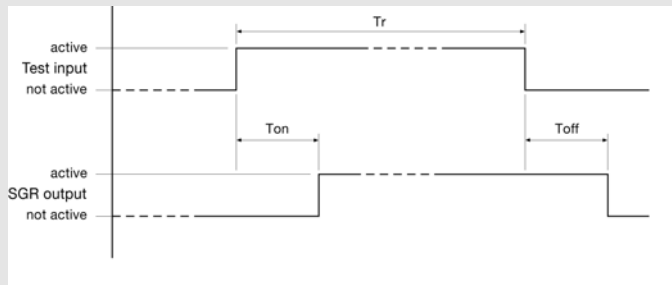 Tr
active
Test input
not active
Ton
Toff
active
SGR output
not active